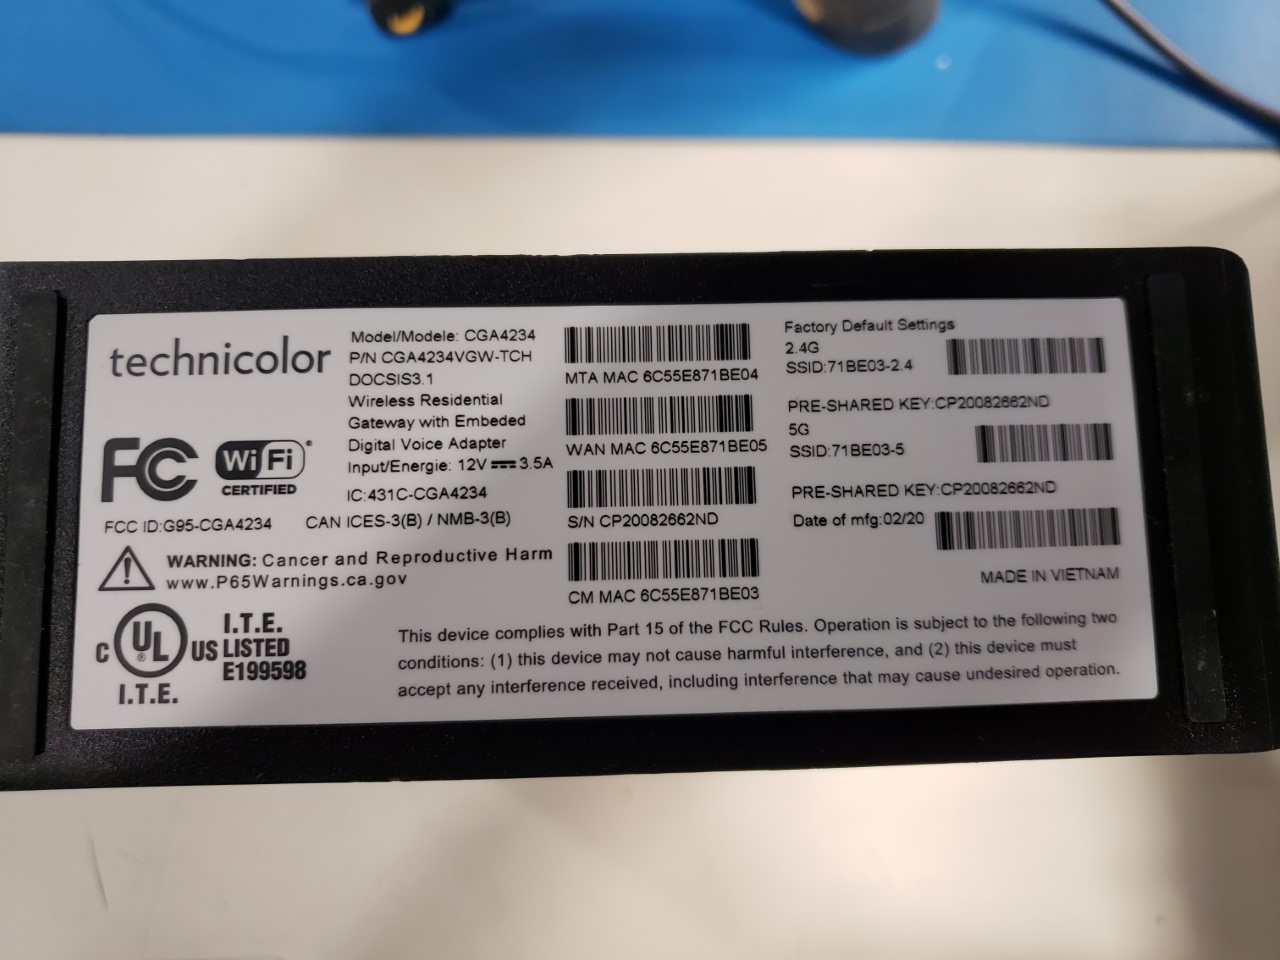 technicolor
Model/Modele: CGA4234
P/N CGA4234VGW-TCH
DOCSIS3.1
Wireless Residential
Gateway with Embeded
Digital Voice Adapter
Input/Energie: 12V 3.5A
IC:431C-CGA4234
FC
Wi Fi®
CERTIFIED
FCC ID:G95-CGA4234
CAN ICES-3(B) / NMB-3(B)
WARNING: Cancer and Reproductive Harm
www.P65Warnings.ca.gov
C UL® US
I.T.E.
LISTED
E199598
I.T.E.
MTA MAC 6C55E871BE04
WAN MAC 6C55E871BE05
S/N CP20082662ND
CM MAC 6C55E871BE03
Factory Default Settings
2.4G
SSID:71BE03-2.4
PRE-SHARED KEY:CP20082662ND
5G
SSID:71BE03-5
PRE-SHARED KEY:CP20082662ND
Date of mfg:02/20
MADE IN VIETNAM
This device complies with Part 15 of the FCC Rules. Operation is subject to the following two
conditions: (1) this device may not cause harmful interference, and (2) this device must
accept any interference received, including interference that may cause undesired operation.